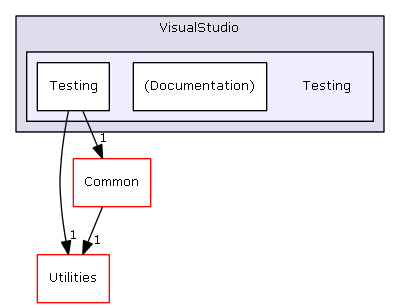 VisualStudio
Testing
(Documentation)
Testing
1
Common
1
1
Utilities